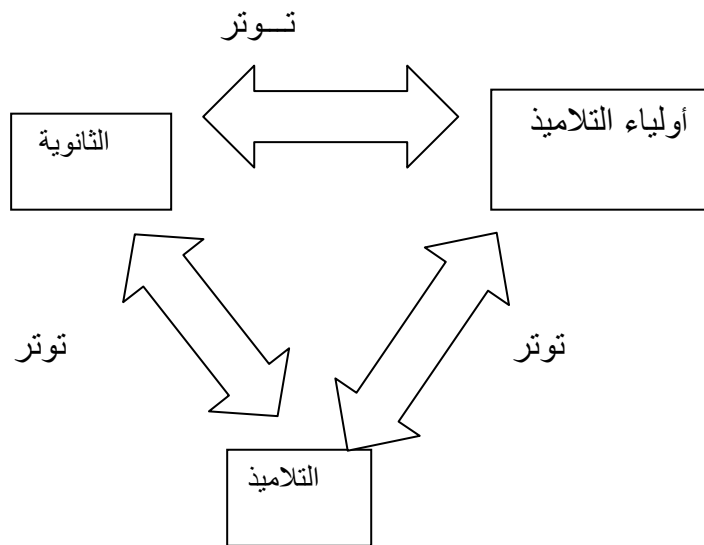 تـــوتر
أولياء التلاميذ
الثانوية
توتر
توتر
التلاميذ